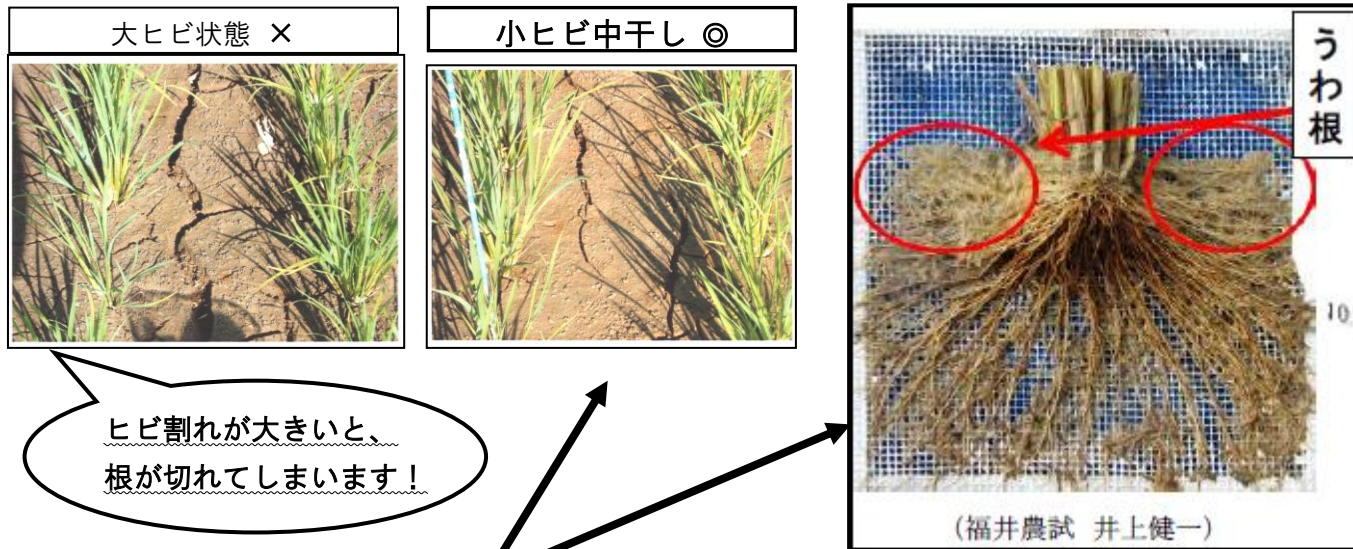 大ヒビ状態 ×
小ヒビ中干し ◎
うわ根
ヒビ割れが大きいと、
根が切れてしまいます！
10
(福井農試 井上健一)